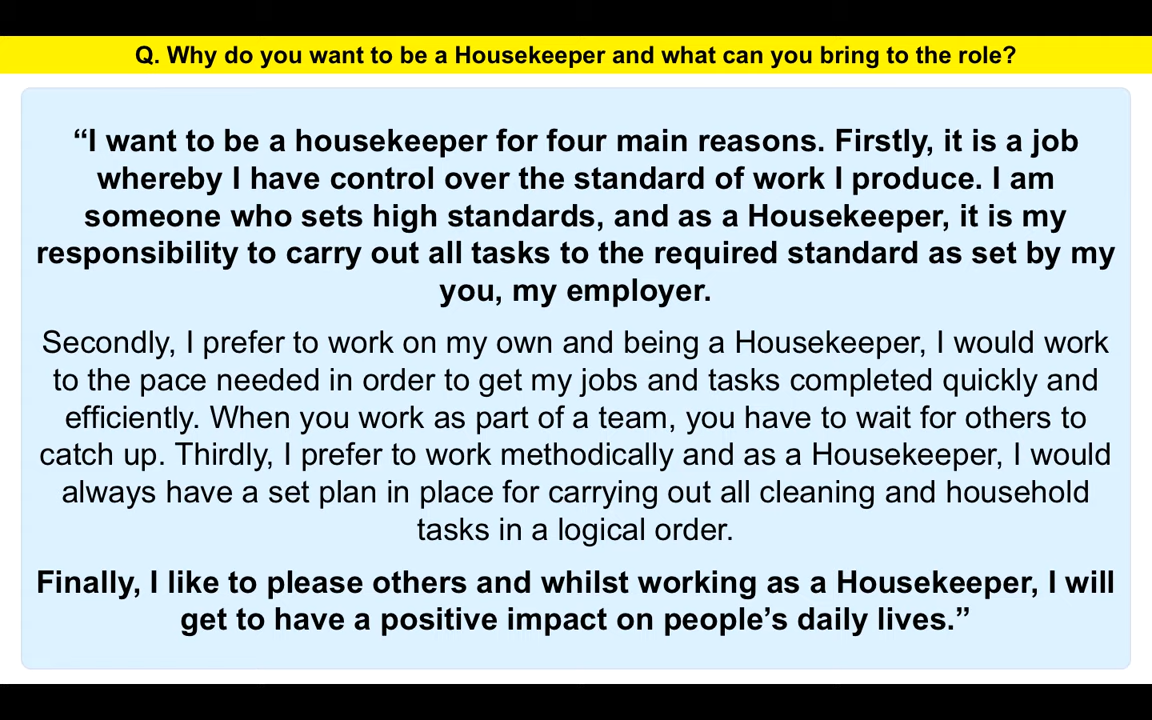 Q. Why do you want to be a Housekeeper and what can you bring to the role?
“I want to be a housekeeper for four main reasons. Firstly, it is a job
whereby I have control over the standard of work I produce. I am
someone who sets high standards, and as a Housekeeper, it is my
responsibility to carry out all tasks to the required standard as set by my
you, my employer.
Secondly, I prefer to work on my own and being a Housekeeper, I would work
to the pace needed in order to get my jobs and tasks completed quickly and
efficiently. When you work as part of a team, you have to wait for others to
catch up. Thirdly, I prefer to work methodically and as a Housekeeper, I would
always have a set plan in place for carrying out all cleaning and household
tasks in a logical order.
Finally, I like to please others and whilst working as a Housekeeper, I will
get to have a positive impact on people’s daily lives.”